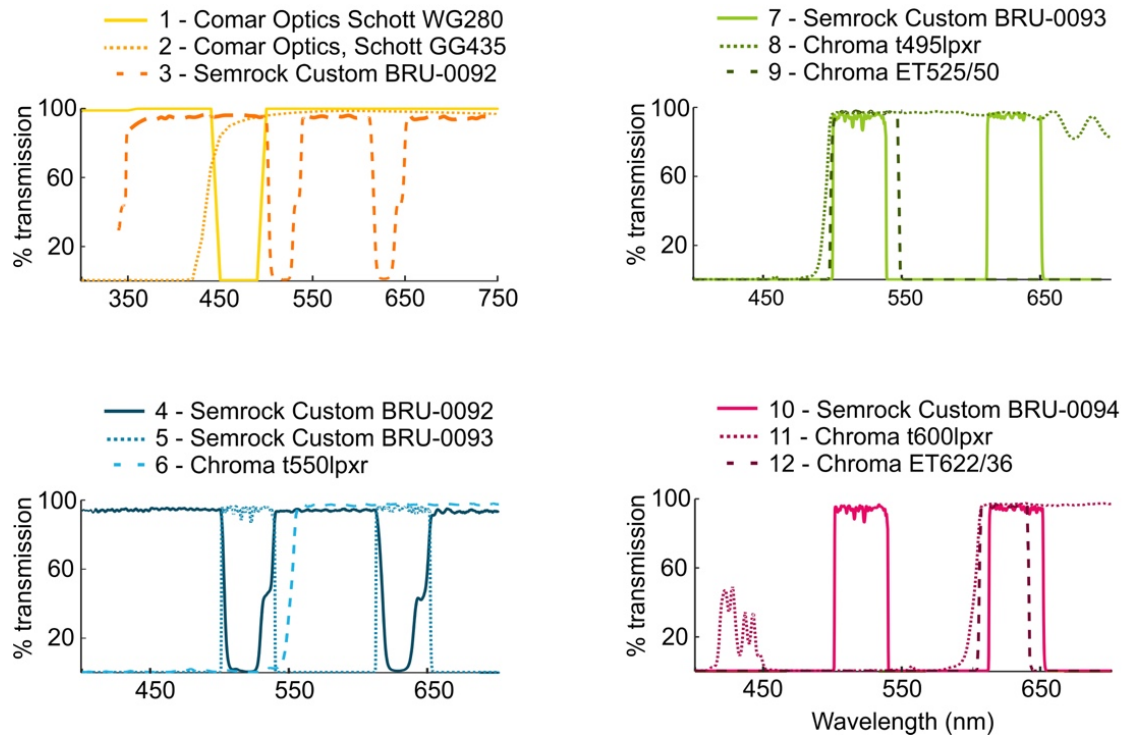 1 - Comar Optics Schott WG280
2 - Comar Optics, Schott GG435
3 - Semrock Custom BRU-0092
% transmission
100
60
20
350
450
550
650
750
7 - Semrock Custom BRU-0093
8 - Chroma t495lpxr
9 - Chroma ET525/50
% transmission
100
60
20
450
550
650
4 - Semrock Custom BRU-0092
5 - Semrock Custom BRU-0093
6 - Chroma t550lpxr
% transmission
100
60
20
450
550
650
10 - Semrock Custom BRU-0094
11 - Chroma t600lpxr
12 - Chroma ET622/36
% transmission
100
60
20
450
550
650
Wavelength (nm)